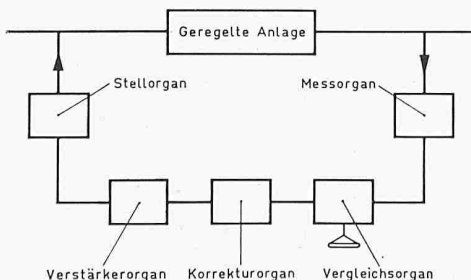 Geregelte Anlage
Stellorgan
Messorgan
Verstärkerorgan
Korrekturorgan
Vergleichsorgan